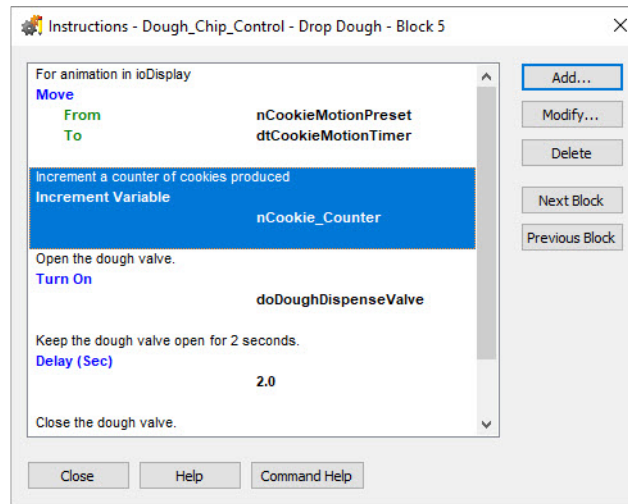 Instructions - Dough_Chip_Control - Drop Dough - Block 5
For animation in ioDisplay
Move
From nCookieMotionPreset
To dtCookieMotionTimer
Increment a counter of cookies produced
Increment Variable
nCookie_Counter
Open the dough valve.
Turn On
doDoughDispenseValve
Keep the dough valve open for 2 seconds.
Delay (Sec)
2.0
Close the dough valve.
Add...
Modify...
Delete
Next Block
Previous Block
Close Help Command Help